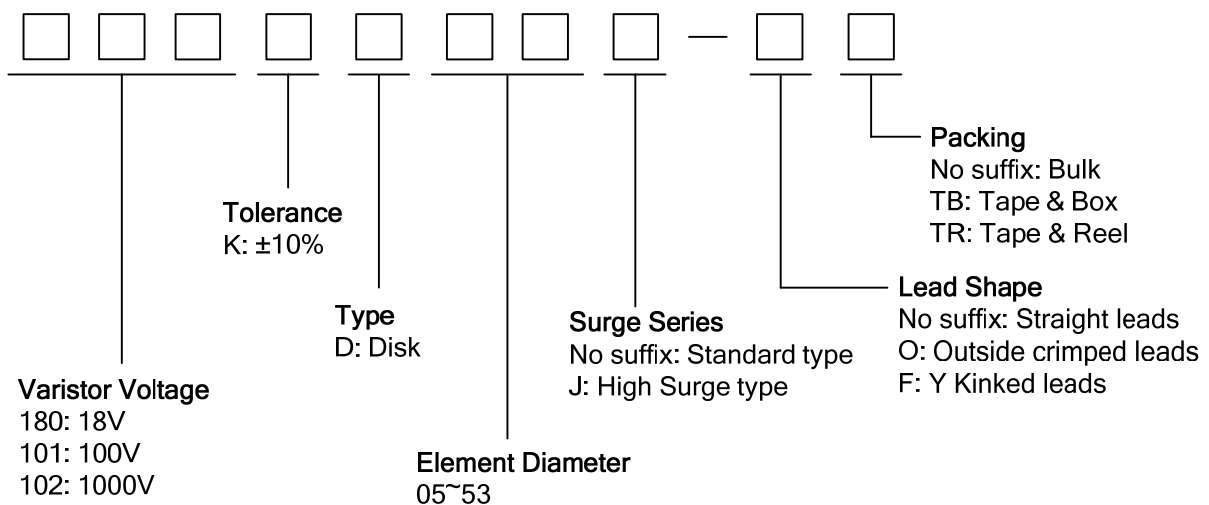 Packing
No suffix: Bulk
TB: Tape & Box
TR: Tape & Reel
Tolerance
K: ±10%
Lead Shape
No suffix: Straight leads
O: Outside crimped leads
F: Y Kinked leads
Type
D: Disk
Surge Series
No suffix: Standard type
J: High Surge type
Varistor Voltage
180: 18V
101: 100V
102: 1000V
Element Diameter
05~53